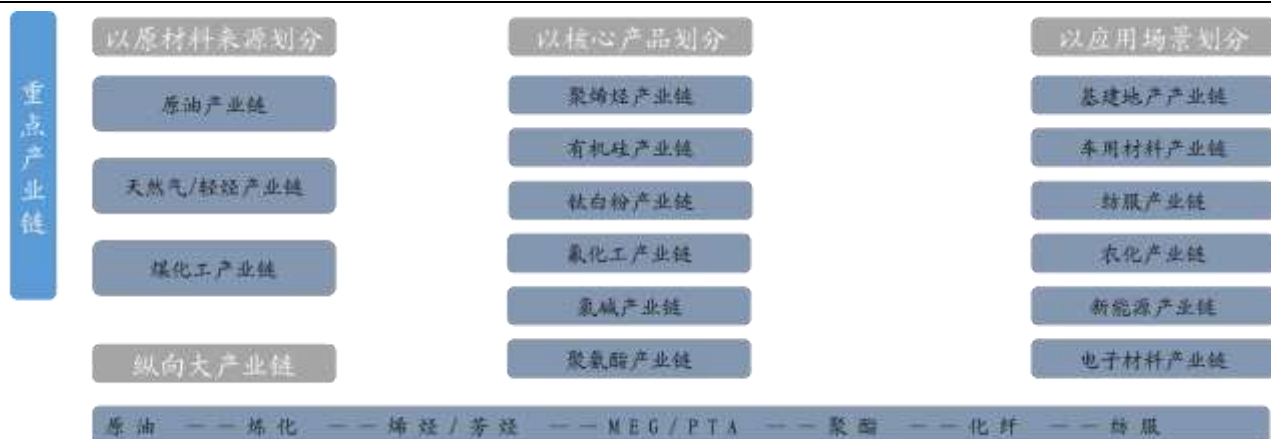 重点产业链
以原材料来源划分
原油产业链
天然气/轻烃产业链
煤化工产业链
以核心产品划分
聚烯烃产业链
有机硅产业链
钛白粉产业链
氟化工产业链
氯碱产业链
聚氨酯产业链
以应用场景划分
基建地产产业链
车用材料产业链
纺服产业链
农化产业链
新能源产业链
电子材料产业链
纵向大产业链
原油 —— 炼化 —— 烯烃/芳烃 —— MEG/PTA —— 聚酯 —— 化纤 —— 纺服